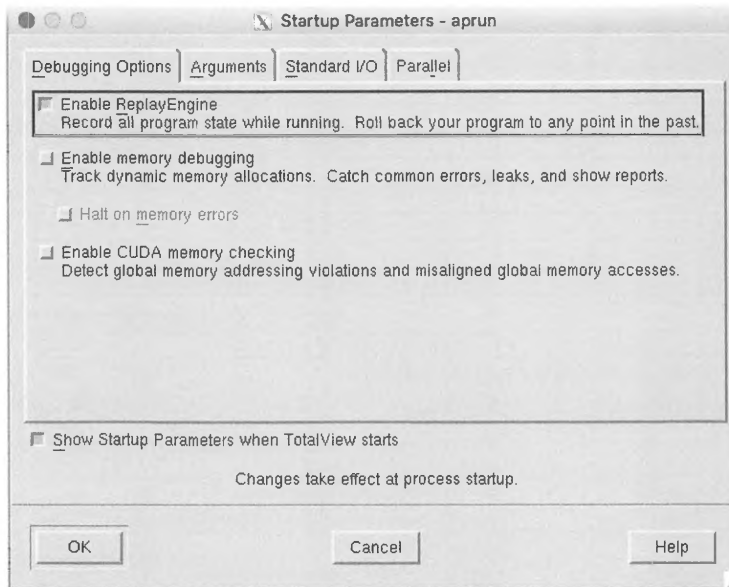 Startup Parameters - aprun
Debugging Options Arguments Standard I/O Parallel
Enable ReplayEngine
Record all program state while running. Roll back your program to any point in the past.
Enable memory debugging
Track dynamic memory allocations. Catch common errors, leaks, and show reports.
Halt on memory errors
Enable CUDA memory checking
Detect global memory addressing violations and misaligned global memory accesses.
Show Startup Parameters when TotalView starts
Changes take effect at process startup.
OK Cancel Help